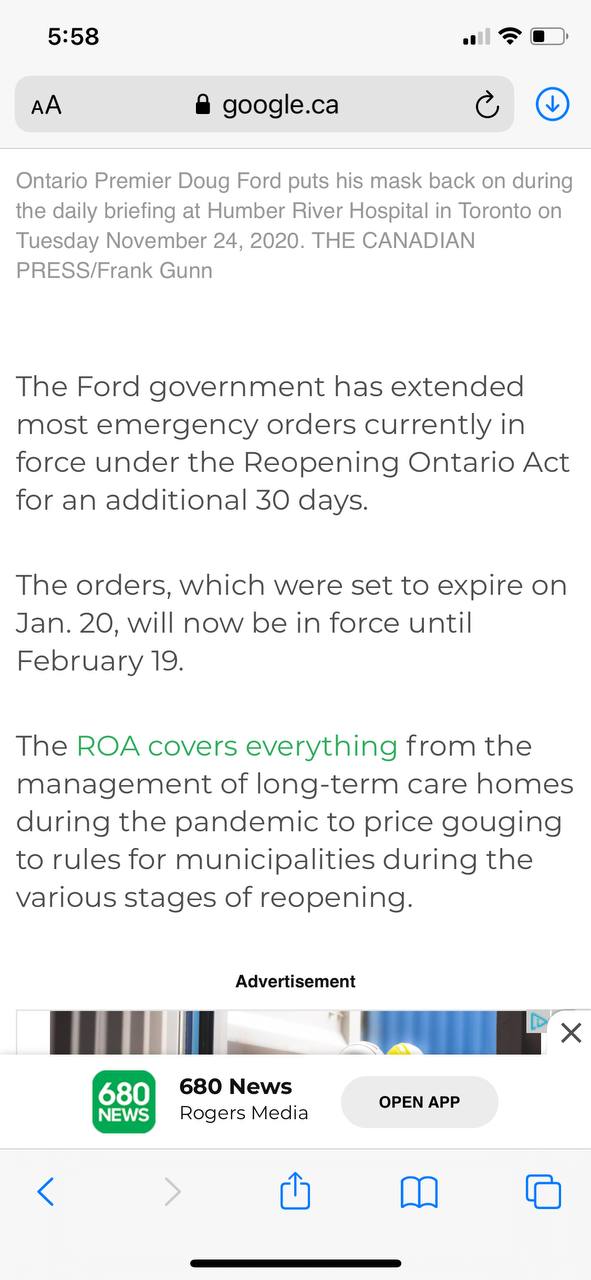 5:58
AA google.ca
Ontario Premier Doug Ford puts his mask back on during
the daily briefing at Humber River Hospital in Toronto on
Tuesday November 24, 2020. THE CANADIAN
PRESS/Frank Gunn
The Ford government has extended
most emergency orders currently in
force under the Reopening Ontario Act
for an additional 30 days.
The orders, which were set to expire on
Jan. 20, will now be in force until
February 19.
The ROA covers everything from the
management of long-term care homes
during the pandemic to price gouging
to rules for municipalities during the
various stages of reopening.
Advertisement
680
NEWS
680 News
Rogers Media
OPEN APP